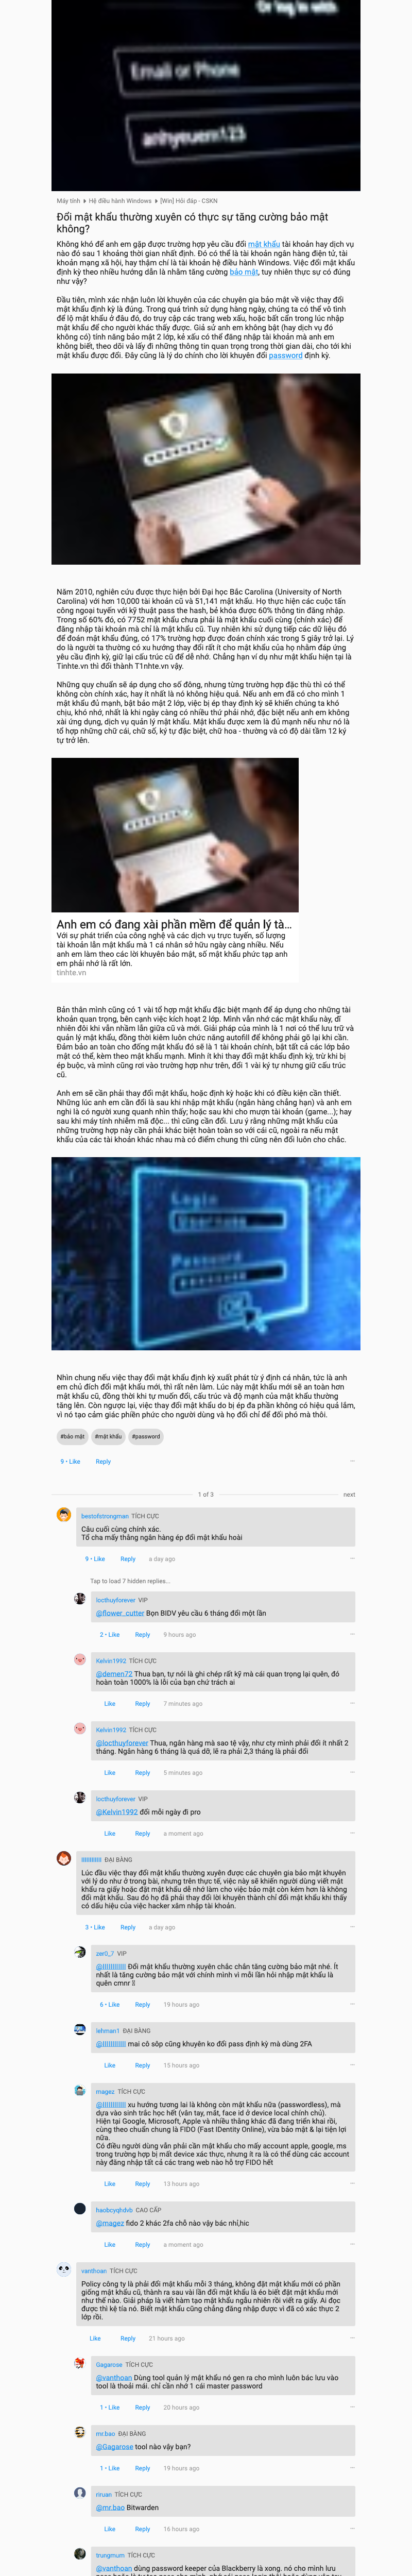 Or log in with
Email or Phone
anhyeuem123
Máy tính
Hệ điều hành Windows
[Win] Hỏi đáp - CSKN
Đổi mật khẩu thường xuyên có thực sự tăng cường bảo mật
không?
Không khó để anh em gặp được trường hợp yêu cầu đổi mật khẩu tài khoản hay dịch vụ
nào đó sau 1 khoảng thời gian nhất định. Đó có thể là tài khoản ngân hàng điện tử, tài
khoản mạng xã hội, hay thậm chí là tài khoản hệ điều hành Windows. Việc đổi mật khẩu
định kỳ theo nhiều hướng dẫn là nhằm tăng cường bảo mật, tuy nhiên thực sự có đúng
như vậy?
Đầu tiên, mình xác nhận luôn lời khuyên của các chuyên gia bảo mật về việc thay đổi
mật khẩu định kỳ là đúng. Trong quá trình sử dụng hàng ngày, chúng ta có thể vô tình
để lộ mật khẩu ở đâu đó, do truy cập các trang web xấu, hoặc bất cẩn trong lúc nhập
mật khẩu để cho người khác thấy được. Giả sử anh em không bật (hay dịch vụ đó
không có) tính năng bảo mật 2 lớp, kẻ xấu có thể đăng nhập tài khoản mà anh em
không biết, theo dõi và lấy đi những thông tin quan trọng trong thời gian dài, cho tới khi
mật khẩu được đổi. Đây cũng là lý do chính cho lời khuyên đổi password định kỳ.
Năm 2010, nghiên cứu được thực hiện bởi Đại học Bắc Carolina (University of North
Carolina) với hơn 10,000 tài khoản cũ và 51,141 mật khẩu. Họ thực hiện các cuộc tấn
công ngoại tuyến với kỹ thuật pass the hash, bẻ khóa được 60% thông tin đăng nhập.
Trong số 60% đó, có 7752 mật khẩu chưa phải là mật khẩu cuối cùng (chính xác) để
đăng nhập tài khoản mà chỉ là mật khẩu cũ. Tuy nhiên khi sử dụng tiếp các dữ liệu đó
để đoán mật khẩu đúng, có 17% trường hợp được đoán chính xác trong 5 giây trở lại. Lý
do là người ta thường có xu hướng thay đổi rất ít cho mật khẩu của họ nhằm đáp ứng
yêu cầu định kỳ, giữ lại cấu trúc cũ để dễ nhớ. Chẳng hạn ví dụ như mật khẩu hiện tại là
Tinhte.vn thì đổi thành T1nhte.vn vậy.
Những quy chuẩn sẽ áp dụng cho số đông, nhưng từng trường hợp đặc thù thì có thể
không còn chính xác, hay ít nhất là nó không hiệu quả. Nếu anh em đã có cho mình 1
mật khẩu đủ mạnh, bật bảo mật 2 lớp, việc bị ép thay định kỳ sẽ khiến chúng ta khó
chịu, khó nhớ, nhất là khi ngày càng có nhiều thứ phải nhớ, đặc biệt nếu anh em không
xài ứng dụng, dịch vụ quản lý mật khẩu. Mật khẩu được xem là đủ mạnh nếu như nó là
tổ hợp những chữ cái, chữ số, ký tự đặc biệt, chữ hoa - thường và có độ dài tầm 12 ký
tự trở lên.
Anh em có đang xài phần mềm để quản lý tà...
Với sự phát triển của công nghệ và các dịch vụ trực tuyến, số lượng
tài khoản lẫn mật khẩu mà 1 cá nhân sở hữu ngày càng nhiều. Nếu
anh em làm theo các lời khuyên bảo mật, số mật khẩu phức tạp anh
em phải nhớ là rất lớn.
tinhte.vn
Bản thân mình cũng có 1 vài tổ hợp mật khẩu đặc biệt mạnh để áp dụng cho những tài
khoản quan trọng, bên cạnh việc kích hoạt 2 lớp. Mình vẫn nhớ các mật khẩu này, dĩ
nhiên đôi khi vẫn nhầm lẫn giữa cũ và mới. Giải pháp của mình là 1 nơi có thể lưu trữ và
quản lý mật khẩu, đồng thời kiêm luôn chức năng autofill để không phải gõ lại khi cần.
Đảm bảo an toàn cho đống mật khẩu đó sẽ là 1 tài khoản chính, bật tất cả các lớp bảo
mật có thể, kèm theo mật khẩu mạnh. Mình ít khi thay đổi mật khẩu định kỳ, trừ khi bị
ép buộc, và mình cũng rơi vào trường hợp như trên, đổi 1 vài ký tự nhưng giữ cấu trúc
cũ.
Anh em sẽ cần phải thay đổi mật khẩu, hoặc định kỳ hoặc khi có điều kiện cần thiết.
Những lúc anh em cần đổi là sau khi nhập mật khẩu (ngân hàng chẳng hạn) và anh em
nghi là có người xung quanh nhìn thấy; hoặc sau khi cho mượn tài khoản (game...); hay
sau khi máy tính nhiễm mã độc... thì cũng cần đổi. Lưu ý rằng những mật khẩu của
những trường hợp này cần phải khác biệt hoàn toàn so với cái cũ, ngoài ra nếu mật
khẩu của các tài khoản khác nhau mà có điểm chung thì cũng nên đổi luôn cho chắc.
Login
Password
Nhìn chung nếu việc thay đổi mật khẩu định kỳ xuất phát từ ý định cá nhân, tức là anh
em chủ đích đổi mật khẩu mới, thì rất nên làm. Lúc này mật khẩu mới sẽ an toàn hơn
mật khẩu cũ, đồng thời khi tự muốn đổi, cấu trúc và độ mạnh của mật khẩu thường
tăng lên. Còn ngược lại, việc thay đổi mật khẩu do bị ép đa phần không có hiệu quả lắm,
vì nó tạo cảm giác phiền phức cho người dùng và họ đổi chỉ để đối phó mà thôi.
#bảo mật #mật khẩu #password
9 • Like Reply
1 of 3 next
bestofstrongman TÍCH CỰC
Câu cuối cùng chính xác.
Tổ cha mấy thằng ngân hàng ép đổi mật khẩu hoài
9 • Like Reply a day ago
Tap to load 7 hidden replies...
locthuyforever VIP
@flower_cutter Bọn BIDV yêu cầu 6 tháng đổi một lần
2 • Like Reply 9 hours ago
Kelvin1992 TÍCH CỰC
@demen72 Thua bạn, tự nói là ghi chép rất kỹ mà cái quan trọng lại quên, đó
hoàn toàn 1000% là lỗi của bạn chứ trách ai
Like Reply 7 minutes ago
Kelvin1992 TÍCH CỰC
@locthuyforever Thua, ngân hàng mà sao tệ vậy, như cty mình phải đổi ít nhất 2
tháng. Ngân hàng 6 tháng là quá dở, lẽ ra phải 2,3 tháng là phải đổi
Like Reply 5 minutes ago
locthuyforever VIP
@Kelvin1992 đổi mỗi ngày đi pro
Like Reply a moment ago
ĐẠI BÀNG
Lúc đầu việc thay đổi mật khẩu thường xuyên được các chuyên gia bảo mật khuyên
với lý do như ở trong bài, nhưng trên thực tế, việc này sẽ khiến người dùng viết mật
khẩu ra giấy hoặc đặt mật khẩu dễ nhớ hơn làm cho việc bảo mật còn kém hơn là không
đổi mật khẩu. Sau đó họ đã phải thay đổi lời khuyên thành chỉ đổi mật khẩu khi thấy
có dấu hiệu của việc hacker xâm nhập tài khoản.
3 • Like Reply a day ago
zer0_7 VIP
Đổi mật khẩu thường xuyên chắc chắn tăng cường bảo mật nhé. Ít
nhất là tăng cường bảo mật với chính mình vì mỗi lần hỏi nhập mật khẩu là
quên cmnr
6 • Like Reply 19 hours ago
lehman1 ĐẠI BÀNG
mai cô sôp cũng khuyên ko đổi pass định kỳ mà dùng 2FA
Like Reply 15 hours ago
magez TÍCH CỰC
xu hướng tương lai là không còn mật khẩu nữa (passwordless), mà
dựa vào sinh trắc học hết (vân tay, mắt, face id + device local chính chủ).
Hiện tại Google, Microsoft, Apple và nhiều thằng khác đã đang triển khai rồi,
cùng theo chuẩn chung là FIDO (Fast IDentity Online), vừa bảo mật & lại tiện lợi
nữa.
Có điều người dùng vẫn phải cần mật khẩu cho mấy account apple, google, ms
trong trường hợp bị mất device xác thực, nhưng ít ra là có thể dùng các account
này đăng nhập tất cả các trang web nào hỗ trợ FIDO hết
Like Reply 13 hours ago
haobcyqhdvb CAO CẤP
@magez fido 2 khác 2fa chỗ nào vậy bác nhỉ,hic
Like Reply a moment ago
vanthoan TÍCH CỰC
Policy công ty là phải đổi mật khẩu mỗi 3 tháng, không đặt mật khẩu mới có phần
giống mật khẩu cũ, thành ra sau vài lần đổi mật khẩu là éo biết đặt mật khẩu mới
như thế nào. Giải pháp là viết hàm tạo mật khẩu ngẫu nhiên rồi viết ra giấy. Ai đọc
được thì kệ tía nó. Biết mật khẩu cũng chẳng đăng nhập được vì đã có xác thực 2
lớp rồi.
Like Reply 21 hours ago
Gagarose TÍCH CỰC
@vanthoan Dùng tool quản lý mật khẩu nó gen ra cho mình luôn bác lưu vào
tool là thoải mái. chỉ cần nhớ 1 cái master password
1 • Like Reply 20 hours ago
mr.bao ĐẠI BÀNG
@Gagarose tool nào vậy bạn?
1 • Like Reply 19 hours ago
riruan TÍCH CỰC
@mr.bao Bitwarden
Like Reply 16 hours ago
trungmum TÍCH CỰC
@vanthoan dùng password keeper của Blackberry là xong. nó cho mình lưu